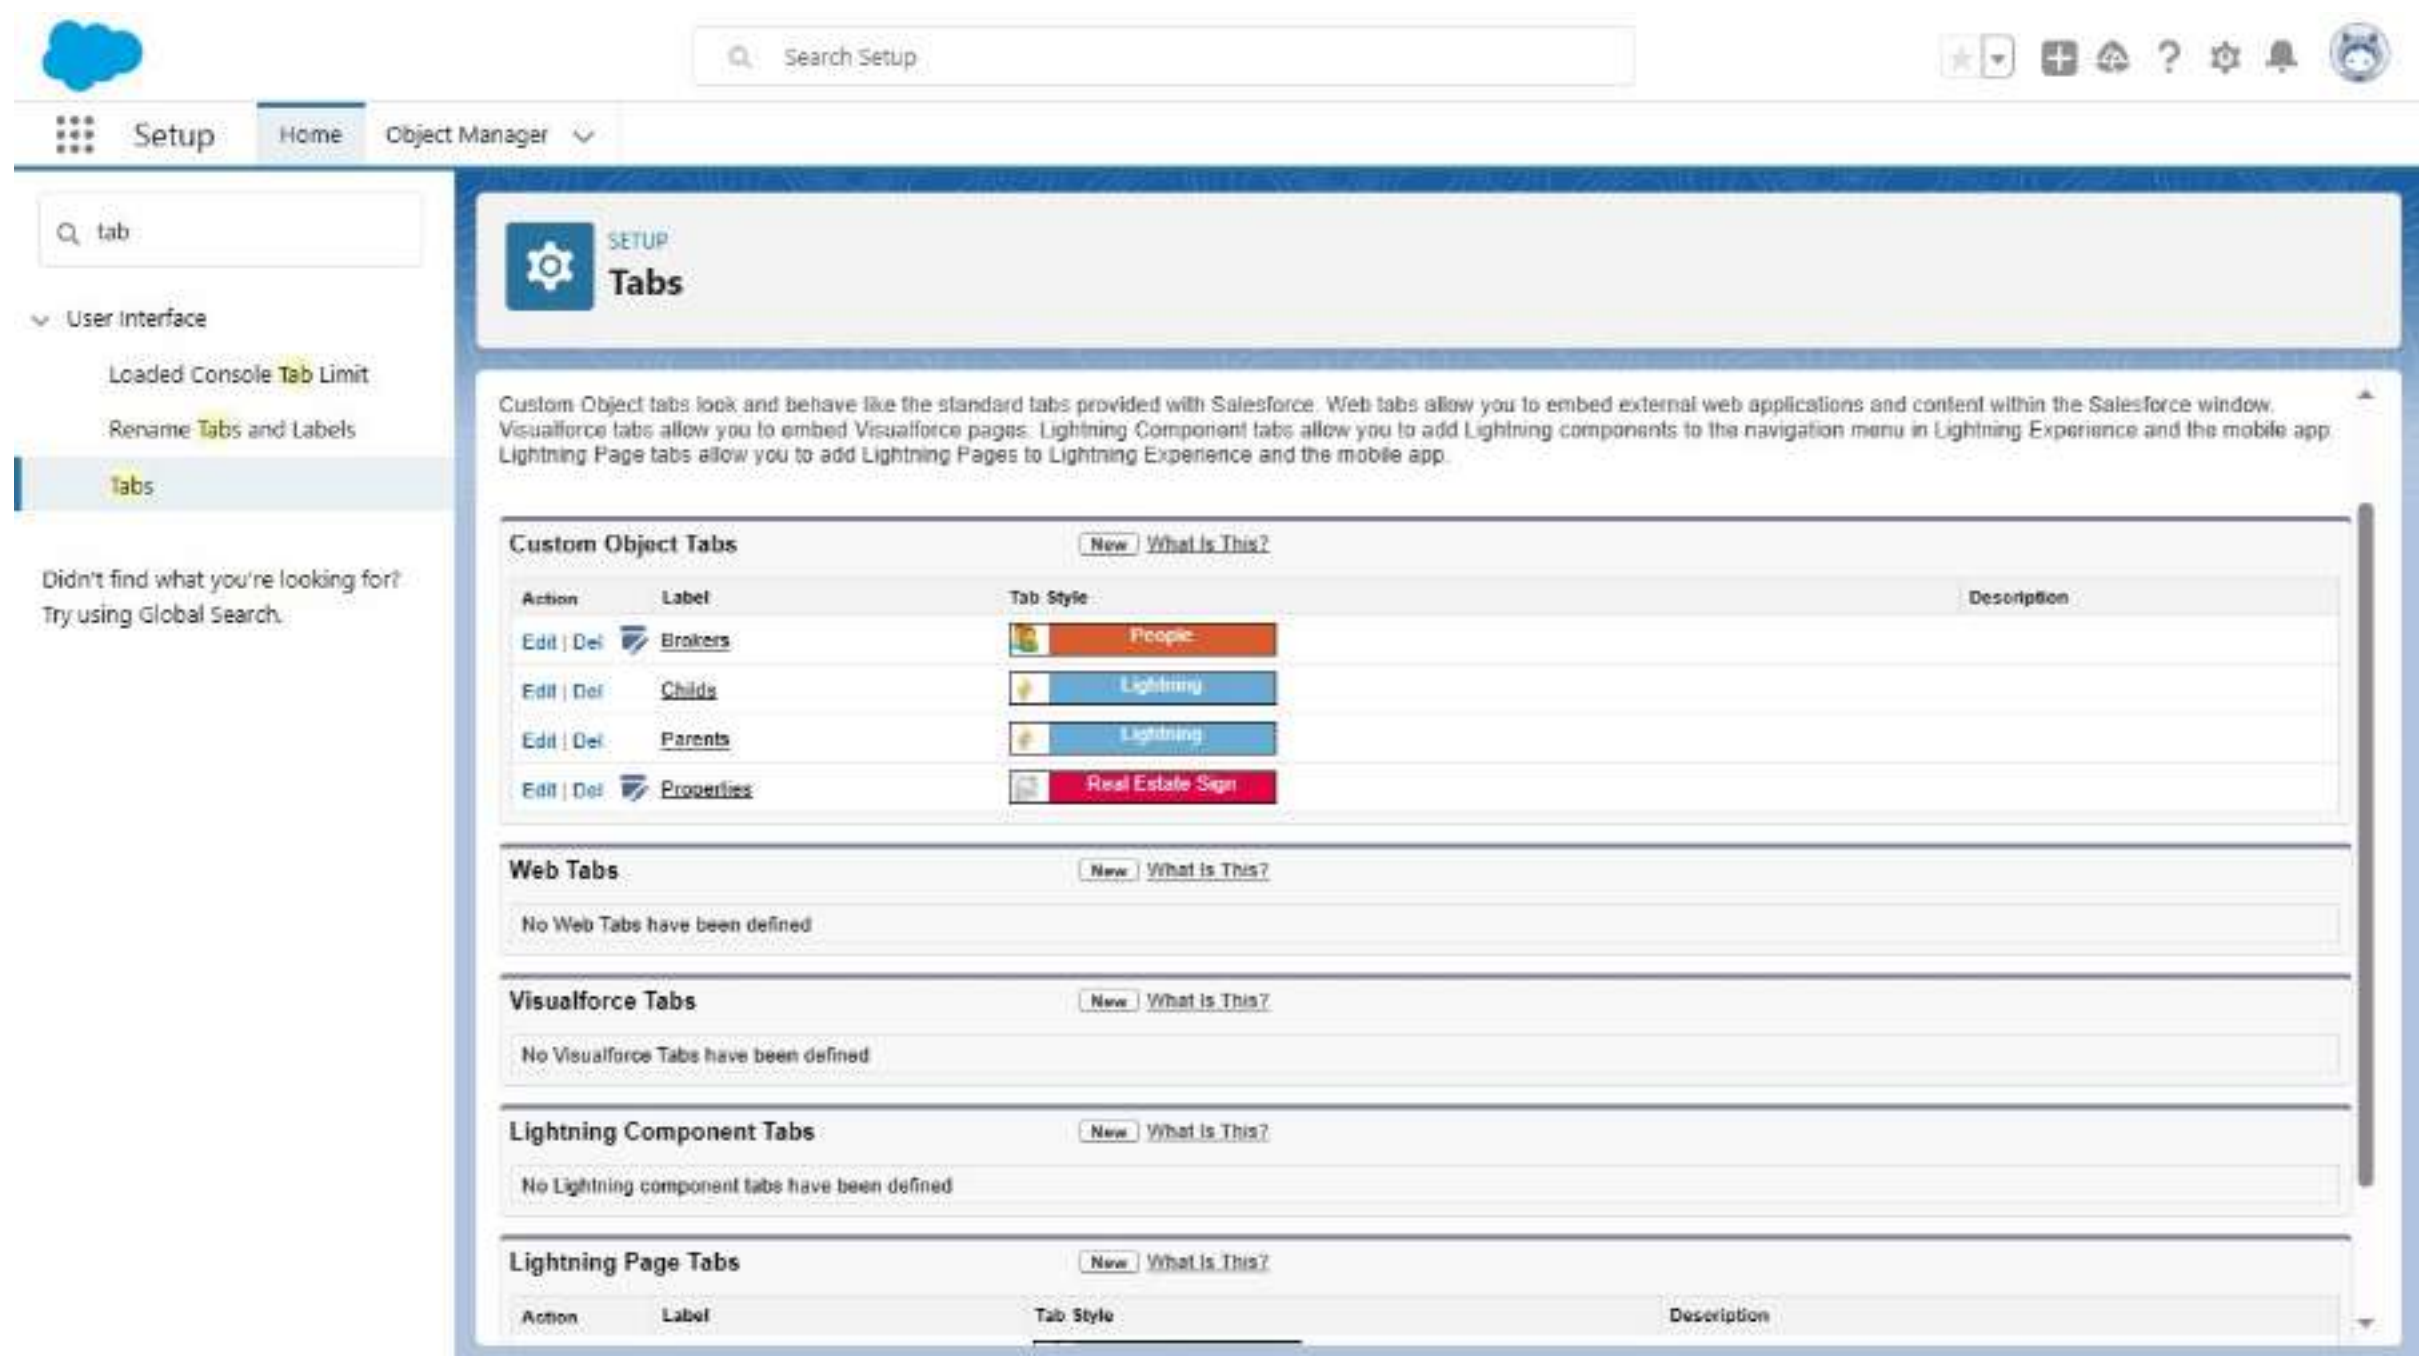 Search Setup
Setup Home Object Manager
tab
User Interface
Loaded Console Tab Limit
Rename Tabs and Labels
Tabs
Didn't find what you're looking for?
Try using Global Search.
SETUP
Tabs
Custom Object tabs look and behave like the standard tabs provided with Salesforce. Web tabs allow you to embed external web applications and content within the Salesforce window.
Visualforce tabs allow you to embed Visualforce pages. Lightning Component tabs allow you to add Lightning components to the navigation menu in Lightning Experience and the mobile app.
Lightning Page tabs allow you to add Lightning Pages to Lightning Experience and the mobile app.
Custom Object Tabs New What Is This?
Action Label Tab Style Description
Edit | Del Brokers People
Edit | Del Childs Lightning
Edit | Del Parents Lightning
Edit | Del Properties Real Estate Sign
Web Tabs New What Is This?
No Web Tabs have been defined
Visualforce Tabs New What Is This?
No Visualforce Tabs have been defined
Lightning Component Tabs New What Is This?
No Lightning component tabs have been defined
Lightning Page Tabs New What Is This?
Action Label Tab Style Description